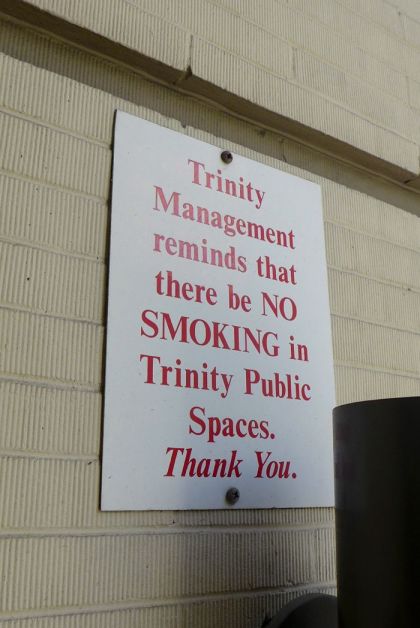 Trinity
Management
reminds that
there be NO
SMOKING in
Trinity Public
Spaces.
Thank You.